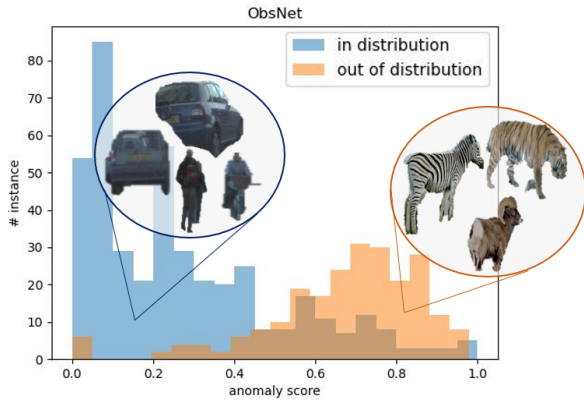 ObsNet
in distribution
out of distribution
# instance
80
70
60
50
40
30
20
10
0
0.0 0.2 0.4 0.6 0.8 1.0
anomaly score